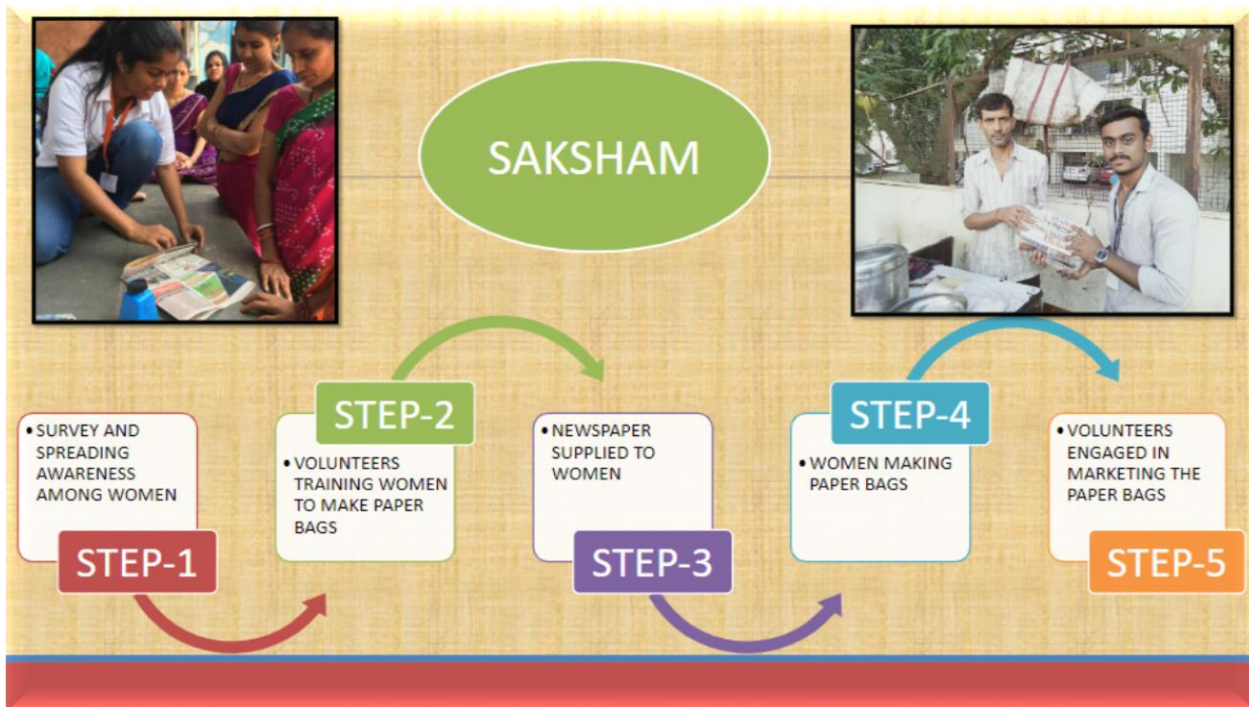 SAKSHAM
• SURVEY AND
SPREADING
AWARENESS
AMONG WOMEN
STEP-1
STEP-2
• VOLUNTEERS
TRAINING WOMEN
TO MAKE PAPER
BAGS
• NEWSPAPER
SUPPLIED TO
WOMEN
STEP-3
STEP-4
• WOMEN MAKING
PAPER BAGS
• VOLUNTEERS
ENGAGED IN
MARKETING THE
PAPER BAGS
STEP-5